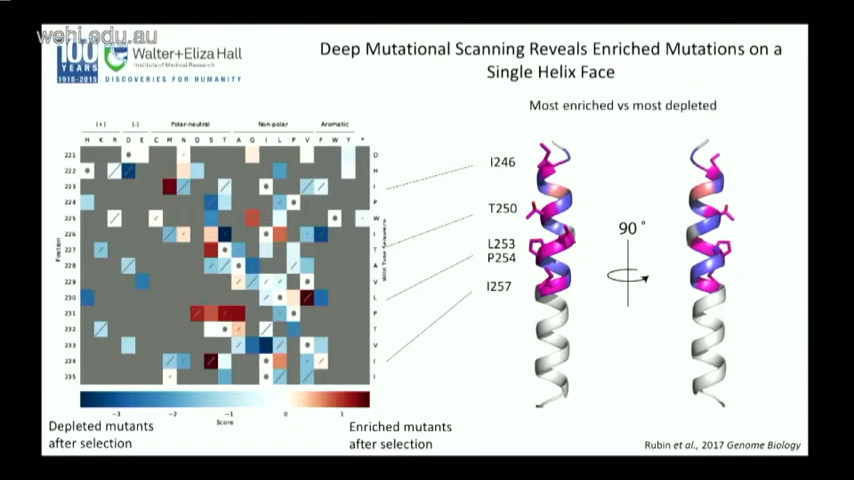 wehi.edu.au
100
YEARS
1915-2015
Walter+Eliza Hall
Institute of Medical Research
DISCOVERIES FOR HUMANITY
Deep Mutational Scanning Reveals Enriched Mutations on a
Single Helix Face
Most enriched vs most depleted
(+) (-) Polar-neutral Non-polar Aromatic
H K R D E C M N Q S T A G I L P V F W Y *
221 D
222 H
223 I
224 P
225 W
226 I
227 T
228 A
229 V
230 L
231 P
232 T
233 V
234 I
235 I
Position
Wild Type Sequence
I246
T250
L253
P254
I257
90°
−3 −2 −1 0 1
Score
Depleted mutants
after selection
Enriched mutants
after selection
Rubin et al., 2017 Genome Biology